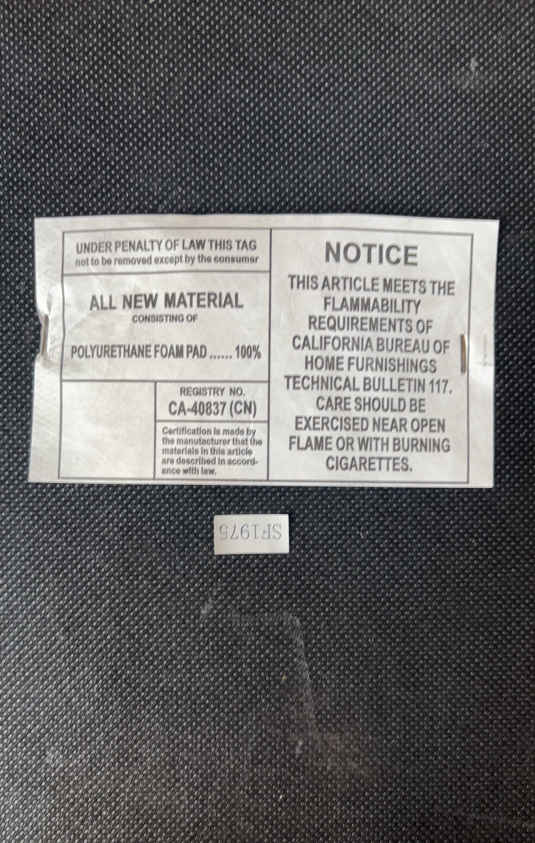 UNDER PENALTY OF LAW THIS TAG
not to be removed except by the consumer
ALL NEW MATERIAL
CONSISTING OF
POLYURETHANE FOAM PAD ...... 100%
REGISTRY NO.
CA-40837 (CN)
Certification is made by
the manufacturer that the
materials in this article
are described in accord-
ance with law.
NOTICE
THIS ARTICLE MEETS THE
FLAMMABILITY
REQUIREMENTS OF
CALIFORNIA BUREAU OF
HOME FURNISHINGS
TECHNICAL BULLETIN 117.
CARE SHOULD BE
EXERCISED NEAR OPEN
FLAME OR WITH BURNING
CIGARETTES.
SF1975